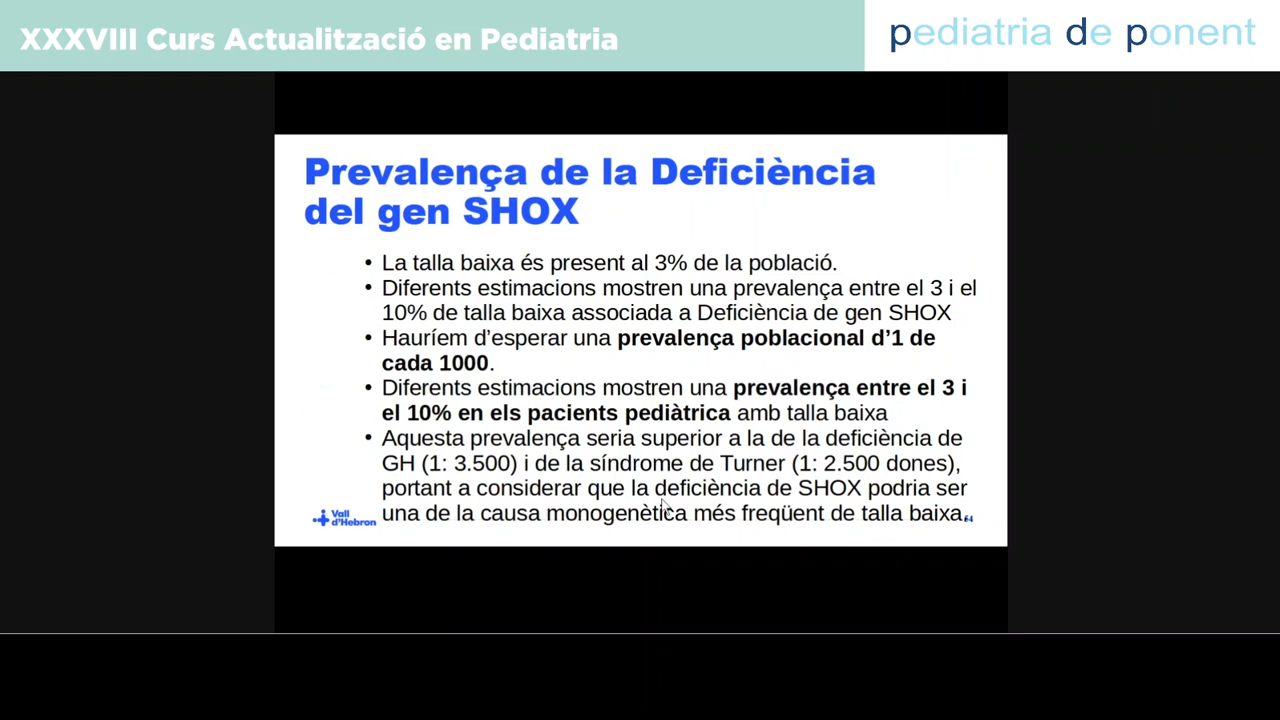 XXXVIII Curs Actualització en Pediatria
pediatria de ponent
Prevalença de la Deficiència
del gen SHOX
• La talla baixa és present al 3% de la població.
• Diferents estimacions mostren una prevalença entre el 3 i el
10% de talla baixa associada a Deficiència de gen SHOX
• Hauríem d’esperar una prevalença poblacional d’1 de
cada 1000.
• Diferents estimacions mostren una prevalença entre el 3 i
el 10% en els pacients pediàtrica amb talla baixa
• Aquesta prevalença seria superior a la de la deficiència de
GH (1: 3.500) i de la síndrome de Turner (1: 2.500 dones),
portant a considerar que la deficiència de SHOX podria ser
una de la causa monogenètica més freqüent de talla baixa.
Vall
d’Hebron
64